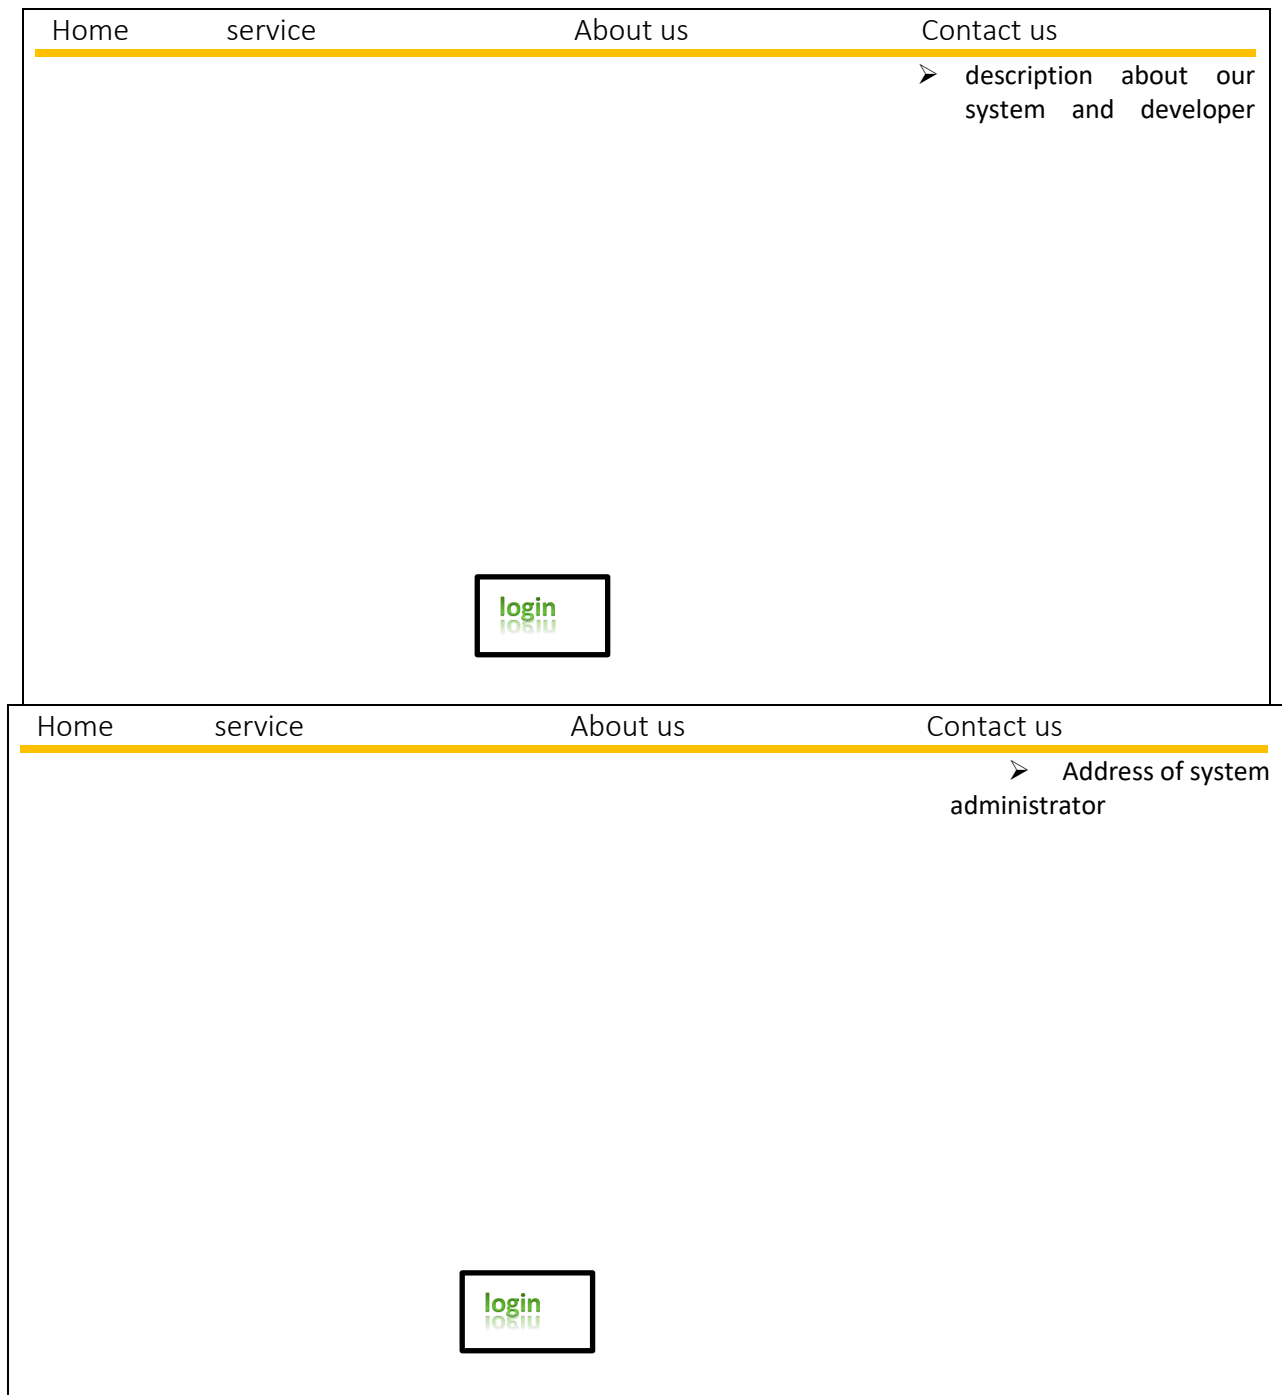 Home service About us Contact us
➢ description about our
system and developer
login
Home service About us Contact us
➢ Address of system
administrator
login